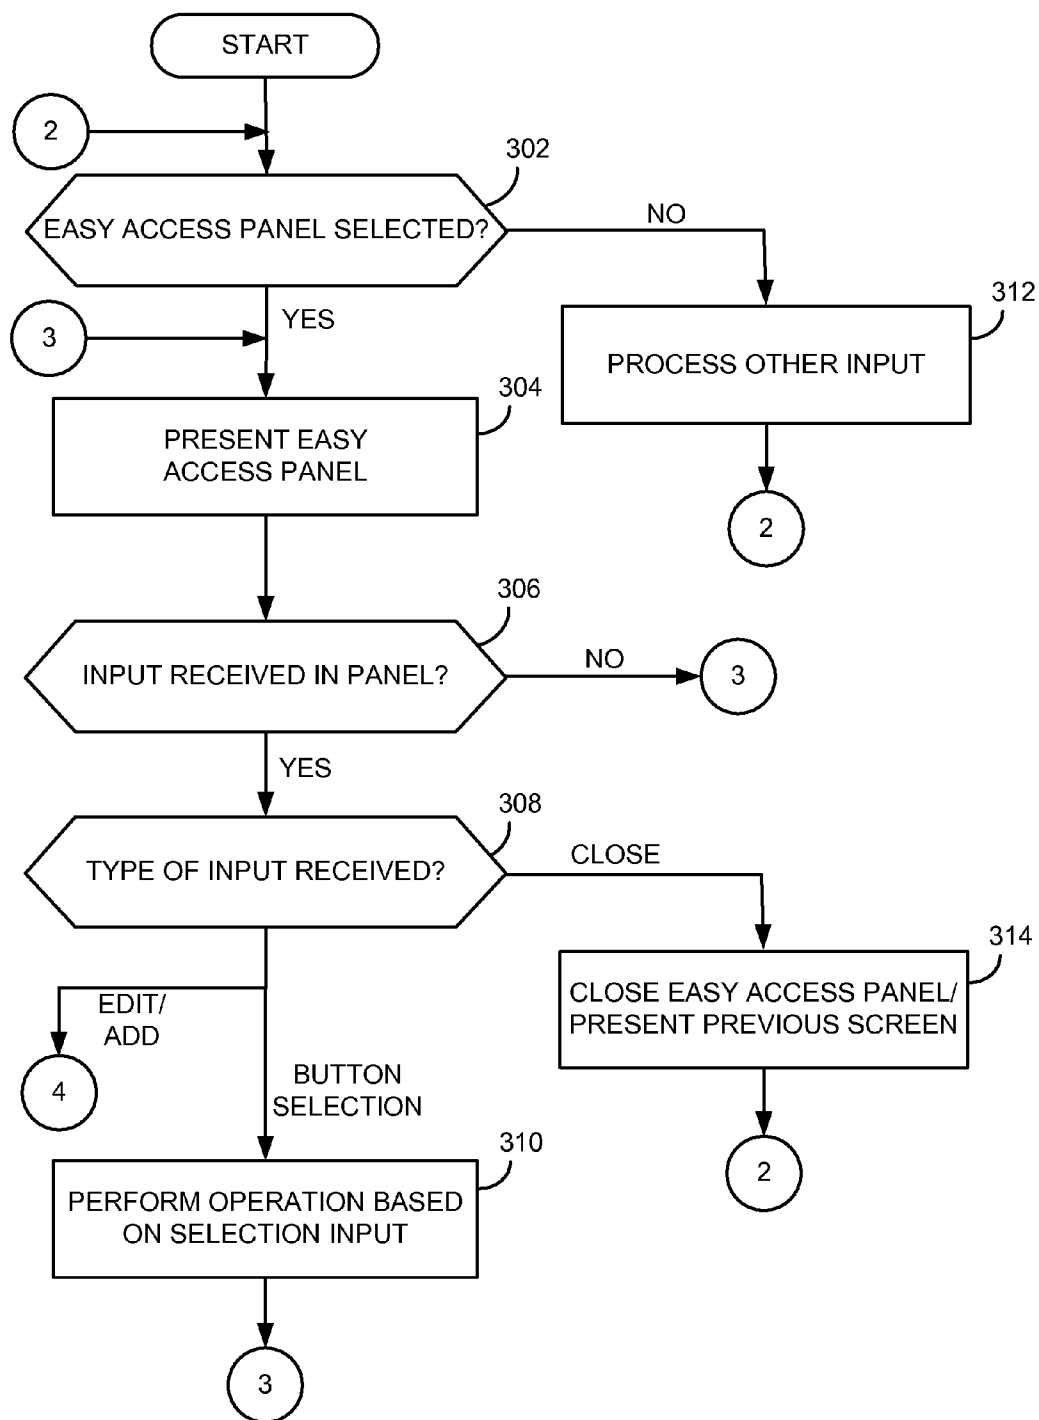 START
2
302
EASY ACCESS PANEL SELECTED?
NO
312
YES
3
PROCESS OTHER INPUT
304
PRESENT EASY
ACCESS PANEL
2
306
INPUT RECEIVED IN PANEL?
NO
3
YES
308
TYPE OF INPUT RECEIVED?
CLOSE
314
CLOSE EASY ACCESS PANEL/
PRESENT PREVIOUS SCREEN
EDIT/
ADD
4
BUTTON
SELECTION
310
2
PERFORM OPERATION BASED
ON SELECTION INPUT
3